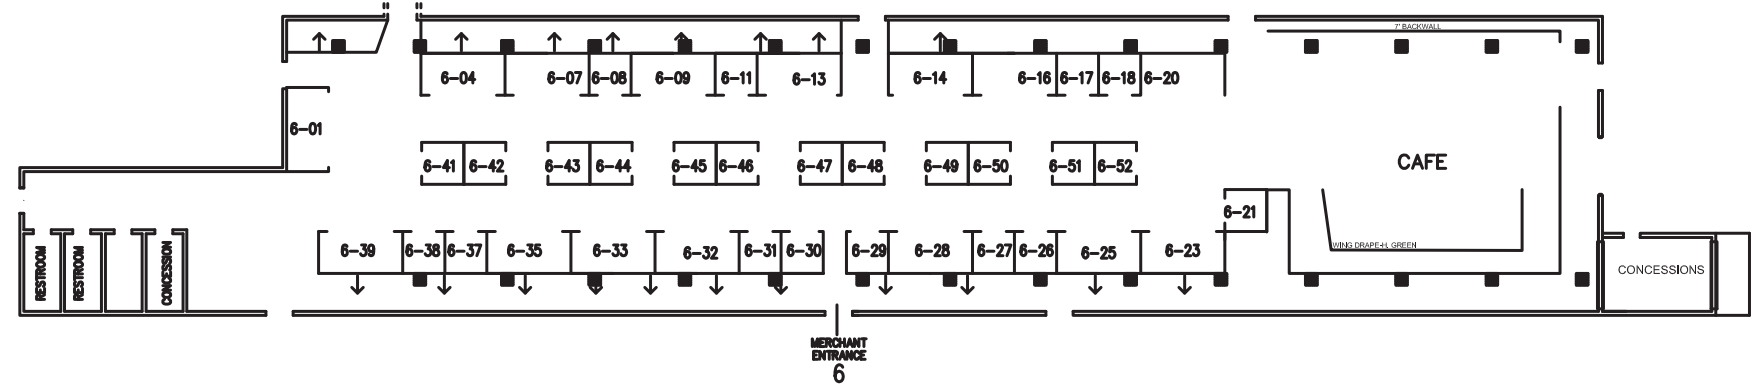 7' BACKWALL
6-04 6-07 6-08 6-09 6-11 6-13 6-14 6-16 6-17 6-18 6-20
6-01
6-41 6-42 6-43 6-44 6-45 6-46 6-47 6-48 6-49 6-50 6-51 6-52
CAFE
6-21
6-39 6-38 6-37 6-35 6-33 6-32 6-31 6-30 6-29 6-28 6-27 6-26 6-25 6-23
WING DRAPE-H, GREEN
RESTROOM
RESTROOM
CONCESSION
CONCESSIONS
MERCHANT
ENTRANCE
6